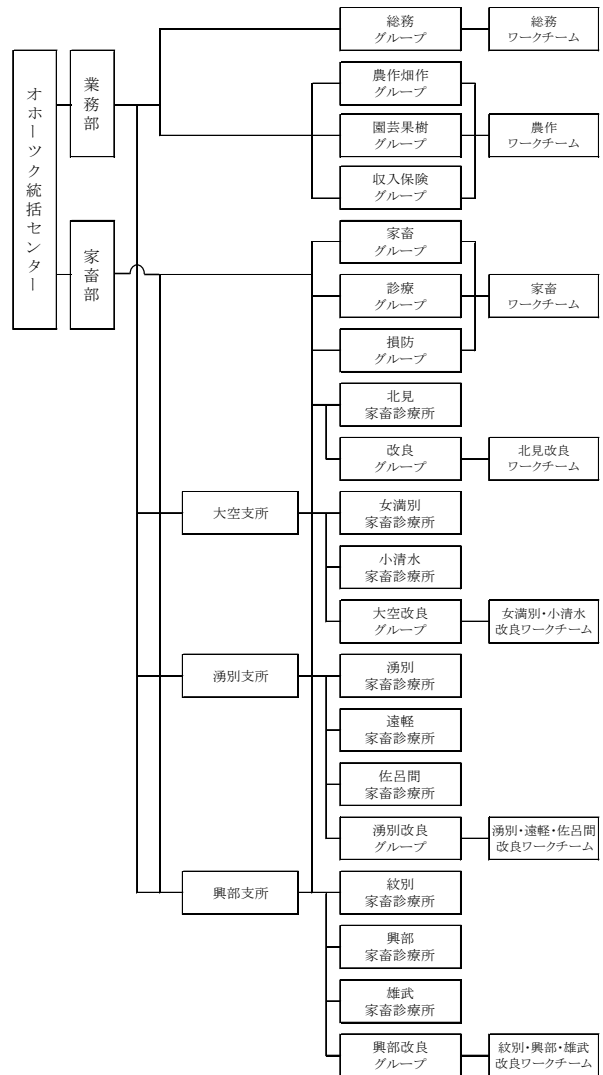 オホーツク統括センター
業務部
総務
グループ
総務
ワークチーム
農作畑作
グループ
園芸果樹
グループ
農作
ワークチーム
収入保険
グループ
家畜部
家畜
グループ
診療
グループ
家畜
ワークチーム
損防
グループ
北見
家畜診療所
改良
グループ
北見改良
ワークチーム
大空支所
女満別
家畜診療所
小清水
家畜診療所
大空改良
グループ
女満別・小清水
改良ワークチーム
湧別支所
湧別
家畜診療所
遠軽
家畜診療所
佐呂間
家畜診療所
湧別改良
グループ
湧別・遠軽・佐呂間
改良ワークチーム
興部支所
紋別
家畜診療所
興部
家畜診療所
雄武
家畜診療所
興部改良
グループ
紋別・興部・雄武
改良ワークチーム